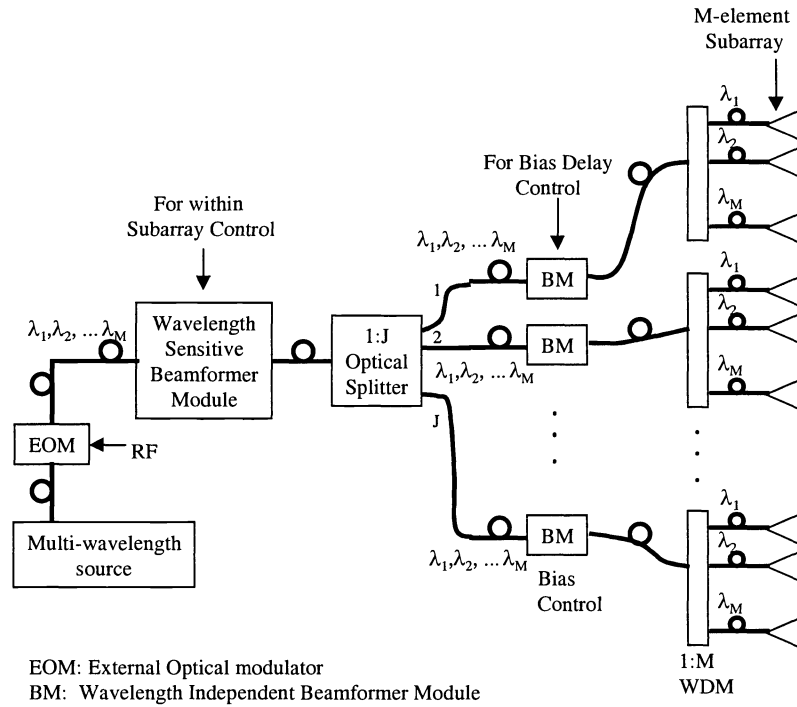 M-element
Subarray
λ1
λ2
λM
For Bias Delay
Control
For within
Subarray Control
λ1,λ2, ... λM
BM
1
λ1
λ2
λM
λ1,λ2, ... λM
Wavelength
Sensitive
Beamformer
Module
1:J
Optical
Splitter
2
BM
λ1,λ2, ... λM
J
EOM
RF
λ1
λ2
λM
BM
λ1,λ2, ... λM
Multi-wavelength
source
Bias
Control
1:M
WDM
EOM: External Optical modulator
BM: Wavelength Independent Beamformer Module